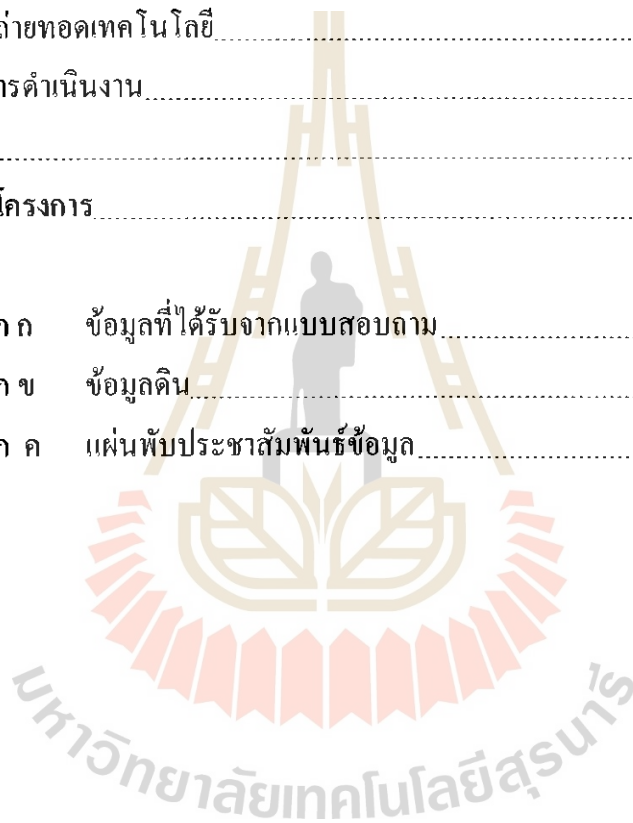 ถ่ายทอดเทคโนโลยี
ารดำเนินงาน
โครงการ
ก ก ข้อมูลที่ได้รับจากแบบสอบถาม
ก ข ข้อมูลดิน
ก ค แผ่นพับประชาสัมพันธ์ข้อมูล
มหาวิทยาลัยเทคโนโลยีสุรนารี